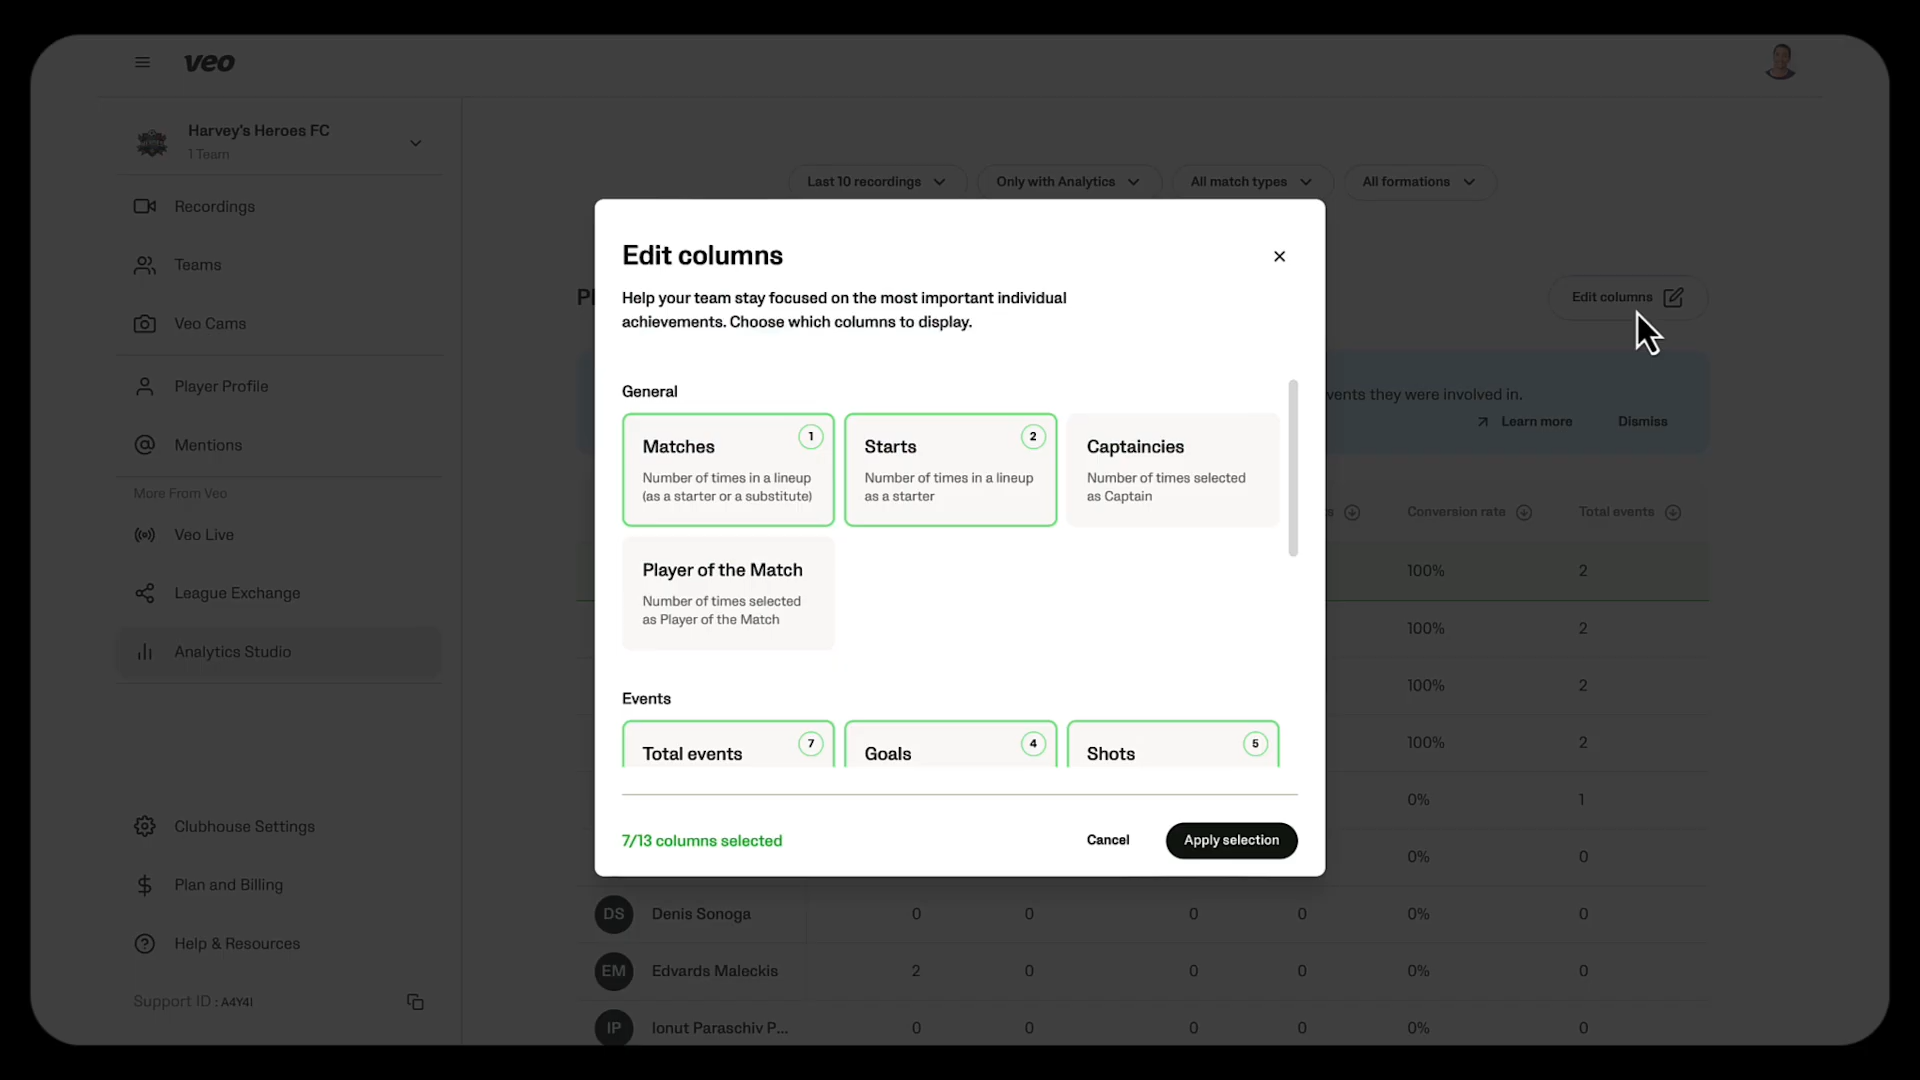 veo
Harvey's Heroes FC
1 Team
Recordings
Teams
Veo Cams
Player Profile
Mentions
More From Veo
Veo Live
League Exchange
Analytics Studio
Clubhouse Settings
Plan and Billing
Help & Resources
Support ID : A4Y4I
Last 10 recordings
Only with Analytics
All match types
All formations
Pl
Edit columns
vents they were involved in.
Learn more
Dismiss
s
Conversion rate
Total events
100% 2
100% 2
100% 2
100% 2
0% 1
0% 0
DS Denis Sonoga 0 0 0 0 0% 0
EM Edvards Maleckis 2 0 0 0 0% 0
IP Ionut Paraschiv P... 0 0 0 0 0% 0
Edit columns
Help your team stay focused on the most important individual
achievements. Choose which columns to display.
General
Matches
1
Number of times in a lineup
(as a starter or a substitute)
Starts
2
Number of times in a lineup
as a starter
Captaincies
Number of times selected
as Captain
Player of the Match
Number of times selected
as Player of the Match
Events
Total events
7
Goals
4
Shots
5
7/13 columns selected
Cancel
Apply selection